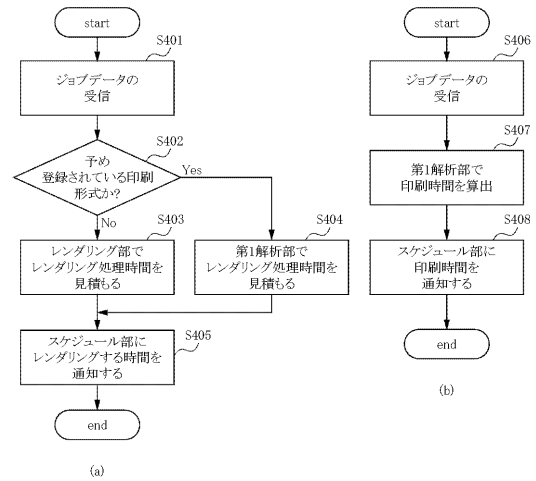 start
S401
ジョブデータの
受信
S402
予め
登録されている印刷
形式か?
Yes
No
S403
レンダリング部で
レンダリング処理時間を
見積もる
S404
第1解析部で
レンダリング処理時間を
見積もる
S405
スケジュール部に
レンダリングする時間を
通知する
end
(a)
start
S406
ジョブデータの
受信
S407
第1解析部で
印刷時間を算出
S408
スケジュール部に
印刷時間を
通知する
end
(b)